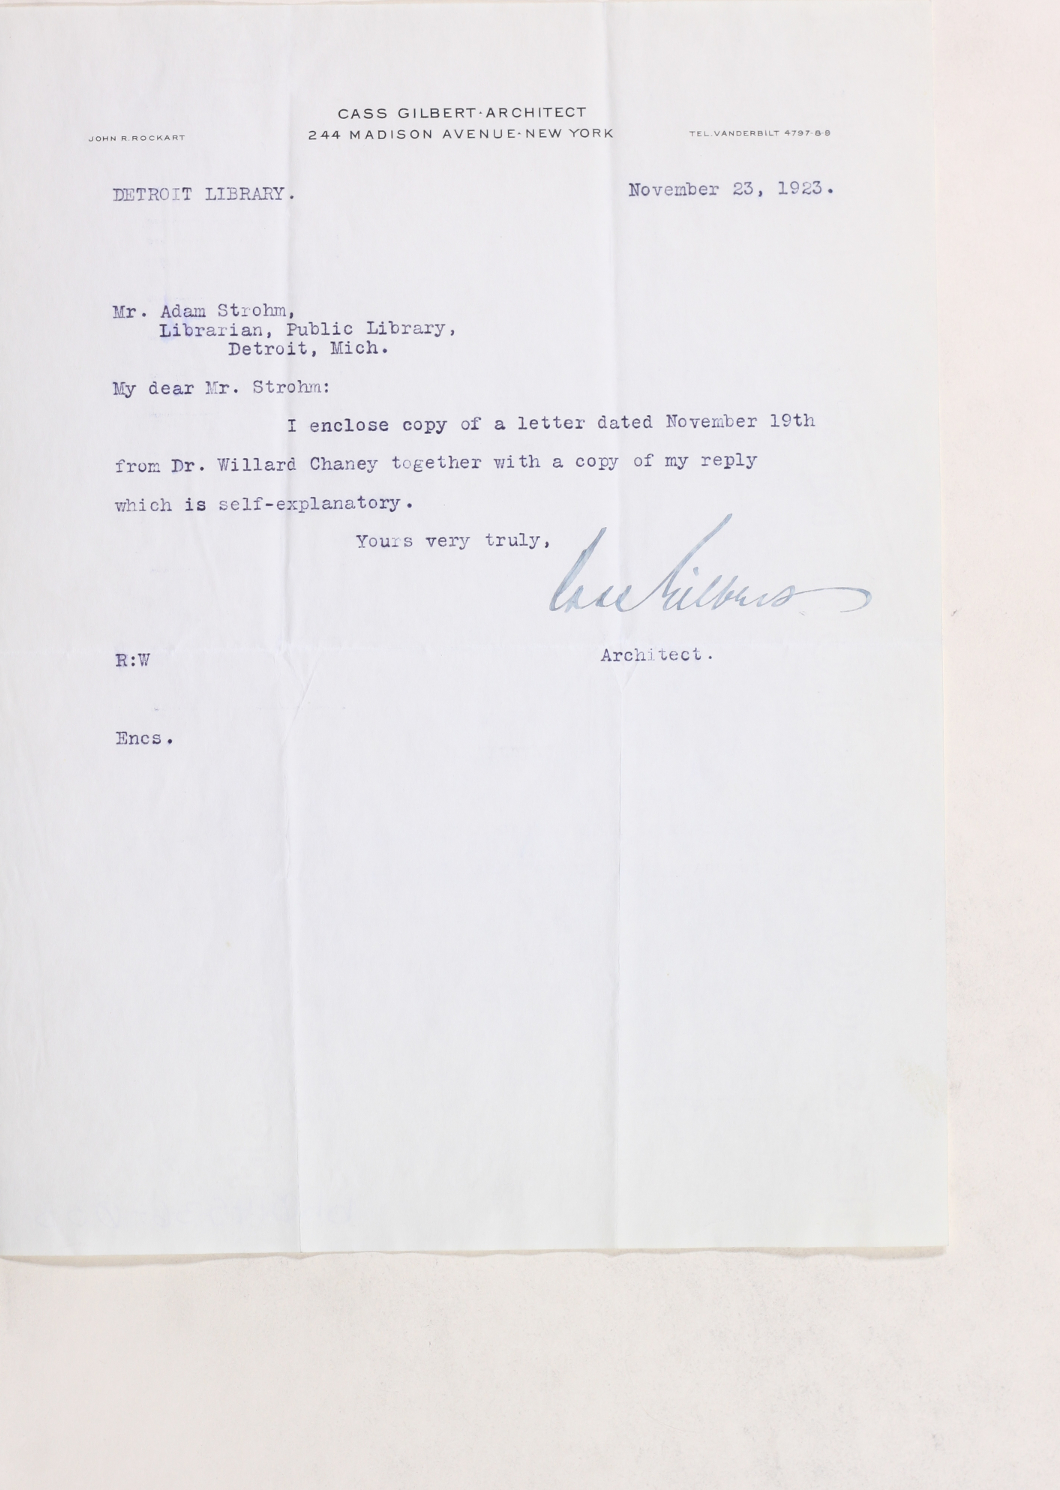 CASS GILBERT·ARCHITECT
244 MADISON AVENUE·NEW YORK
JOHN R. ROCKART
TEL. VANDERBILT 4797-8-9
DETROIT LIBRARY.
November 23, 1923.
Mr. Adam Strohm,
Librarian, Public Library,
Detroit, Mich.
My dear Mr. Strohm:
I enclose copy of a letter dated November 19th
from Dr. Willard Chaney together with a copy of my reply
which is self-explanatory.
Yours very truly,
Cass Gilbert
Architect.
R:W
Encs.